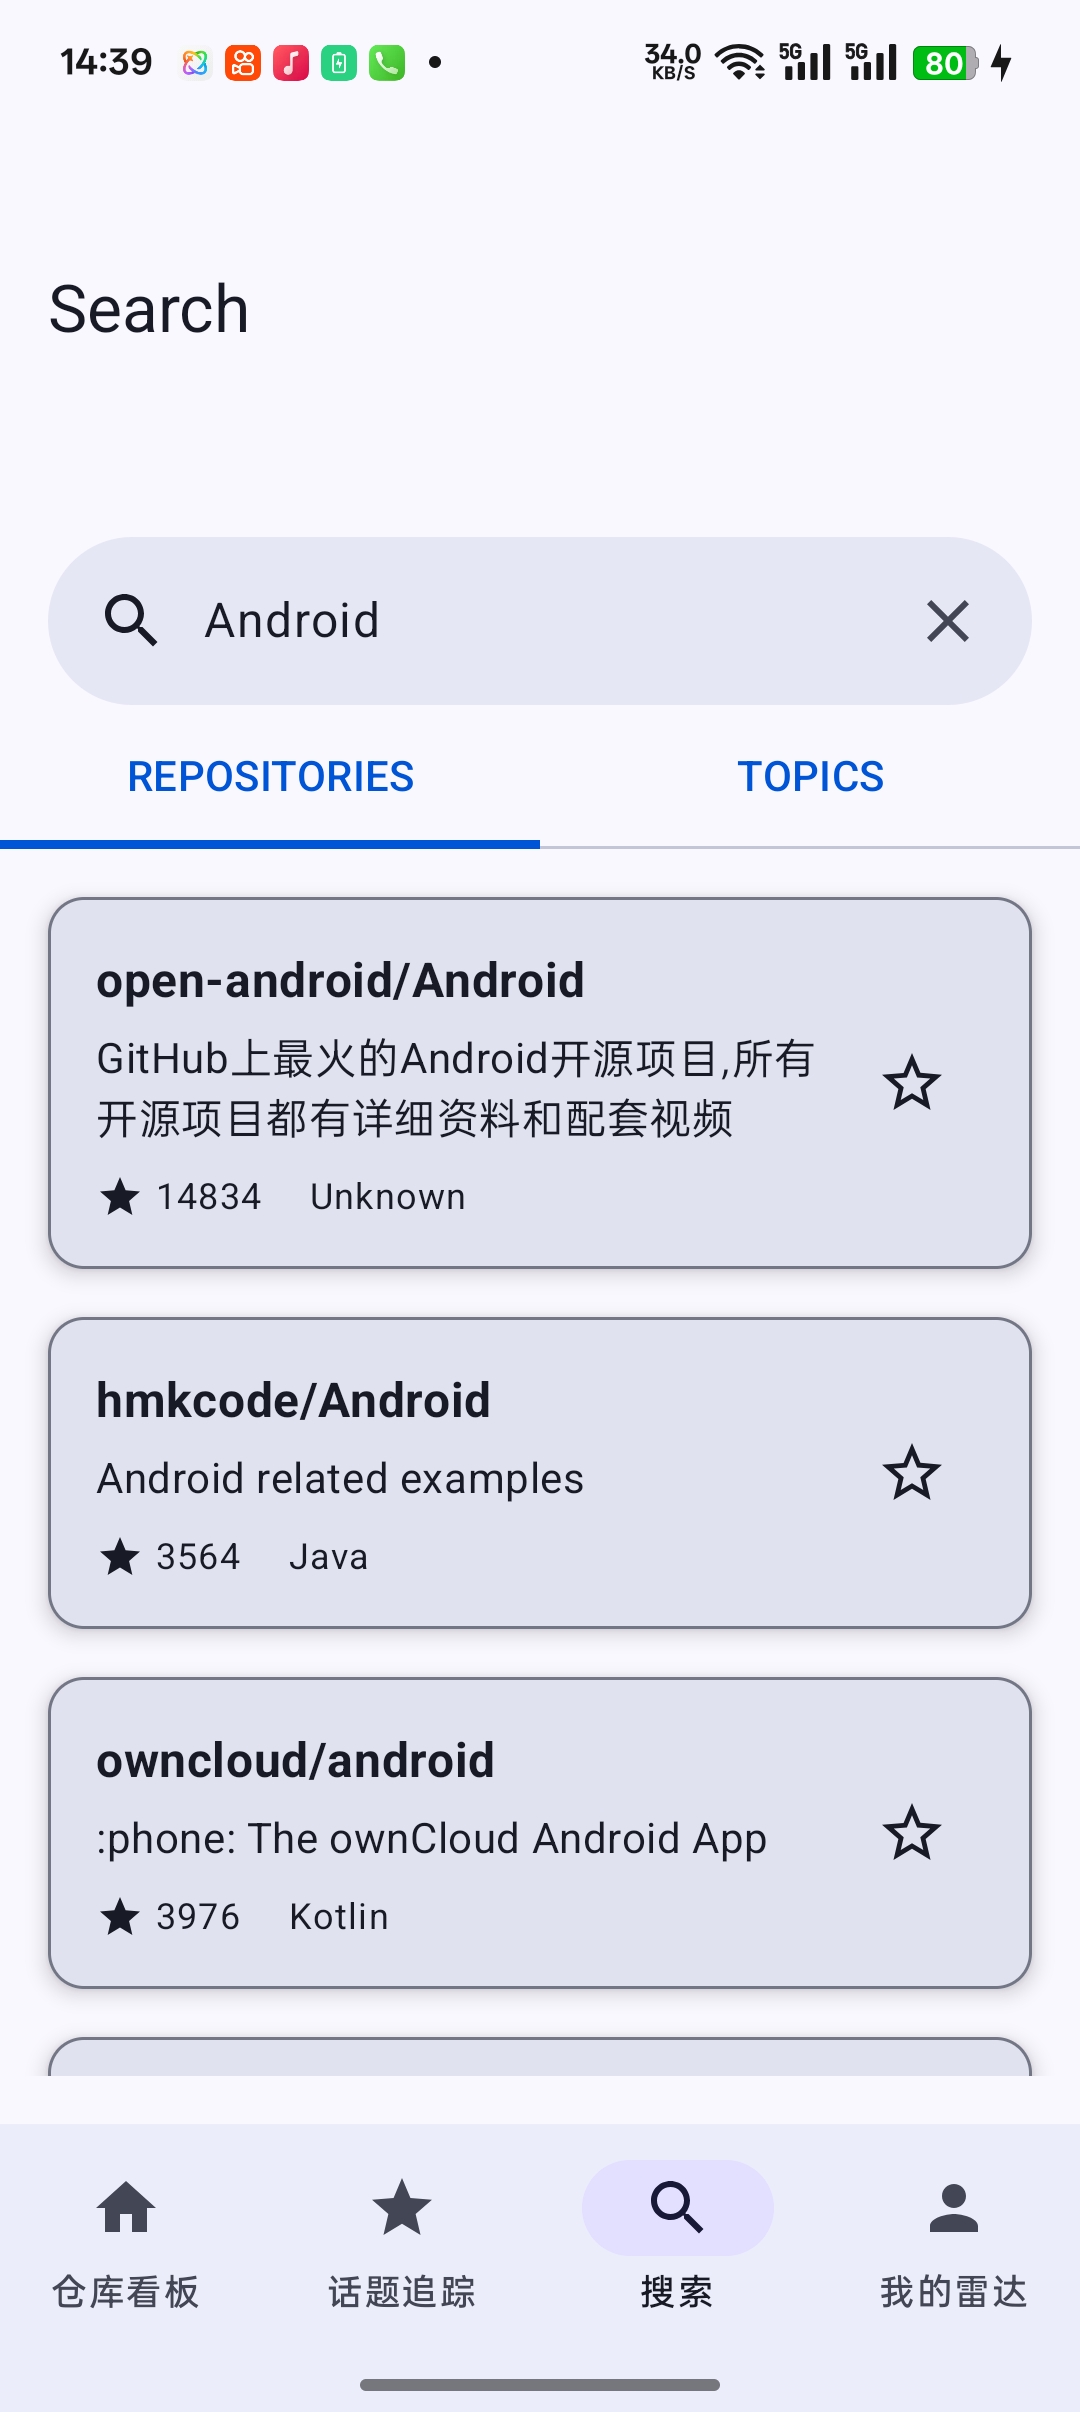 14:39
34.0
KB/S
5G
5G
80
Search
Android
REPOSITORIES
TOPICS
open-android/Android
GitHub上最火的Android开源项目,所有
开源项目都有详细资料和配套视频
14834 Unknown
hmkcode/Android
Android related examples
3564 Java
owncloud/android
:phone: The ownCloud Android App
3976 Kotlin
仓库看板
话题追踪
搜索
我的雷达